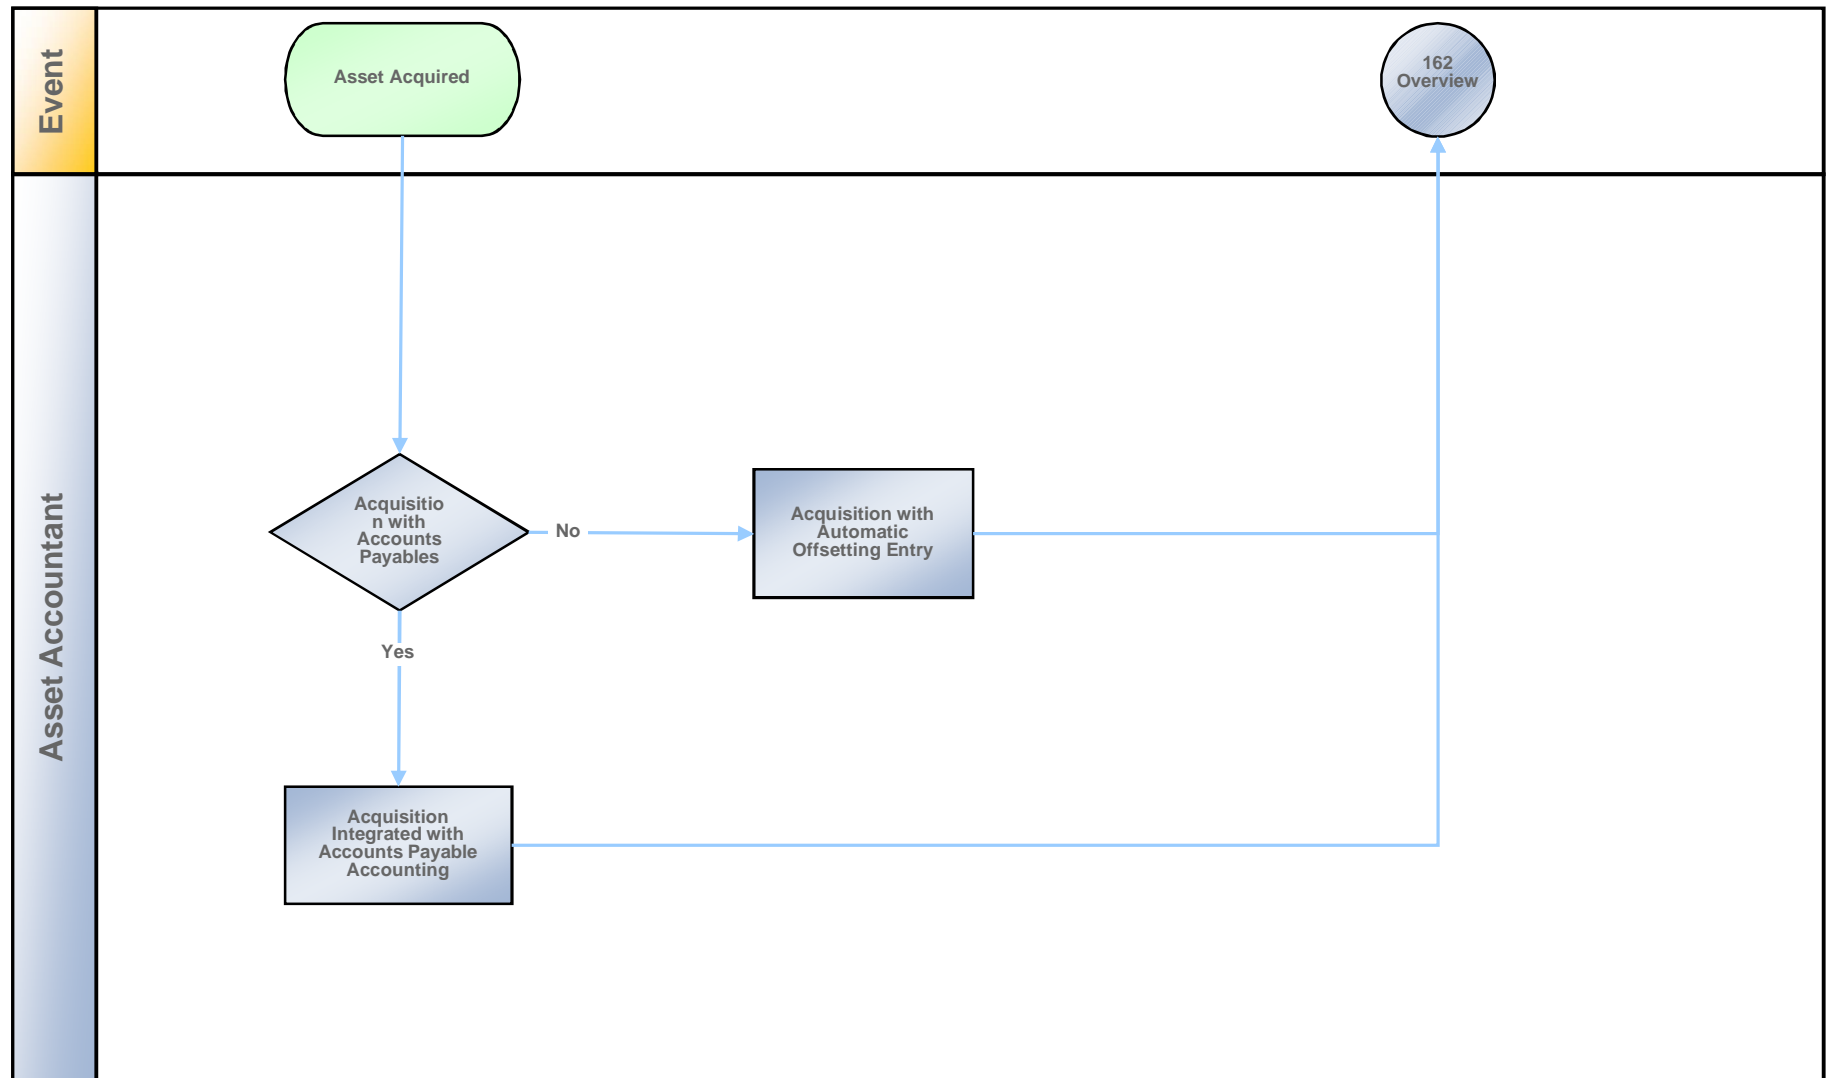 Event
Asset Acquired
162
Overview
Asset Accountant
Acquisitio
n with
Accounts
Payables
No
Acquisition with
Automatic
Offsetting Entry
Yes
Acquisition
Integrated with
Accounts Payable
Accounting